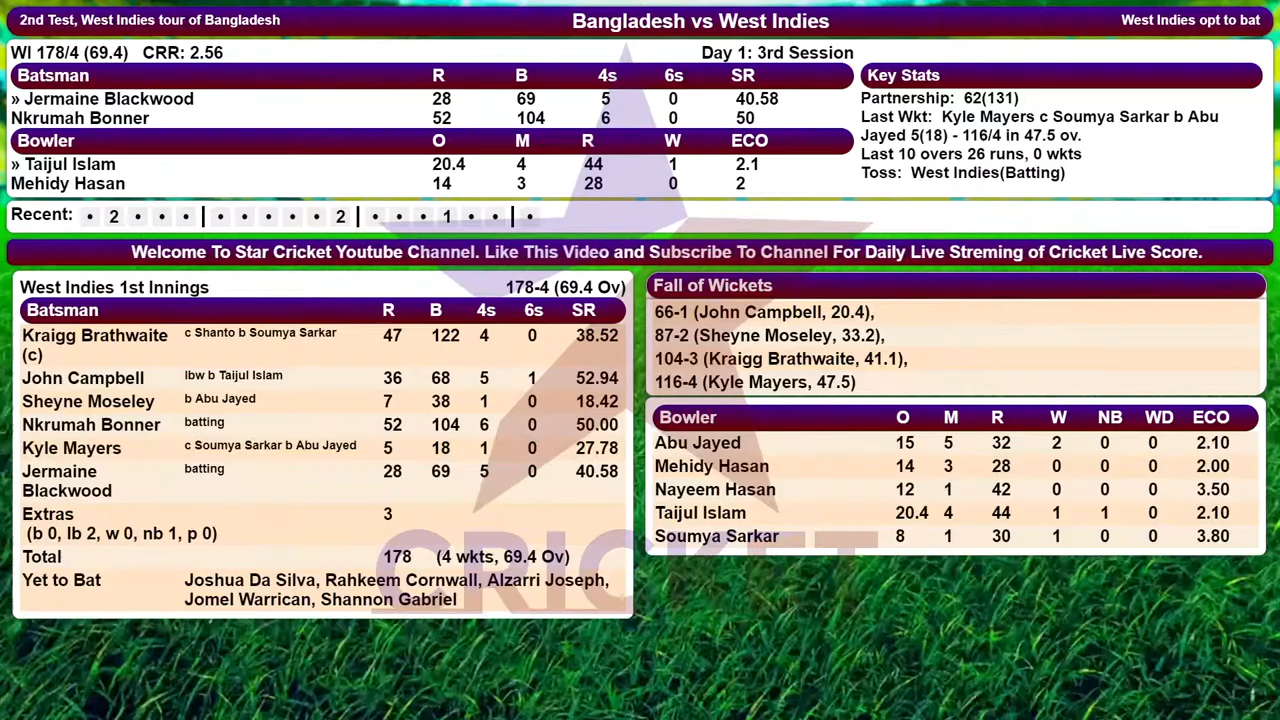 2nd Test, West Indies tour of Bangladesh Bangladesh vs West Indies West Indies opt to bat
WI 178/4 (69.4) CRR: 2.56 Day 1: 3rd Session
Batsman R B 4s 6s SR
» Jermaine Blackwood 28 69 5 0 40.58
Nkrumah Bonner 52 104 6 0 50
Bowler O M R W ECO
» Taijul Islam 20.4 4 44 1 2.1
Mehidy Hasan 14 3 28 0 2
Key Stats
Partnership: 62(131)
Last Wkt: Kyle Mayers c Soumya Sarkar b Abu
Jayed 5(18) - 116/4 in 47.5 ov.
Last 10 overs 26 runs, 0 wkts
Toss: West Indies(Batting)
Recent: • 2 • • • | • • • • • 2 | • • • 1 • • | •
Welcome To Star Cricket Youtube Channel. Like This Video and Subscribe To Channel For Daily Live Streming of Cricket Live Score.
West Indies 1st Innings 178-4 (69.4 Ov)
Batsman R B 4s 6s SR
Kraigg Brathwaite c Shanto b Soumya Sarkar 47 122 4 0 38.52
(c)
John Campbell lbw b Taijul Islam 36 68 5 1 52.94
Sheyne Moseley b Abu Jayed 7 38 1 0 18.42
Nkrumah Bonner batting 52 104 6 0 50.00
Kyle Mayers c Soumya Sarkar b Abu Jayed 5 18 1 0 27.78
Jermaine batting 28 69 5 0 40.58
Blackwood
Extras 3
(b 0, lb 2, w 0, nb 1, p 0)
Total 178 (4 wkts, 69.4 Ov)
Yet to Bat Joshua Da Silva, Rahkeem Cornwall, Alzarri Joseph,
Jomel Warrican, Shannon Gabriel
Fall of Wickets
66-1 (John Campbell, 20.4),
87-2 (Sheyne Moseley, 33.2),
104-3 (Kraigg Brathwaite, 41.1),
116-4 (Kyle Mayers, 47.5)
Bowler O M R W NB WD ECO
Abu Jayed 15 5 32 2 0 0 2.10
Mehidy Hasan 14 3 28 0 0 0 2.00
Nayeem Hasan 12 1 42 0 0 0 3.50
Taijul Islam 20.4 4 44 1 1 0 2.10
Soumya Sarkar 8 1 30 1 0 0 3.80
CRICKET